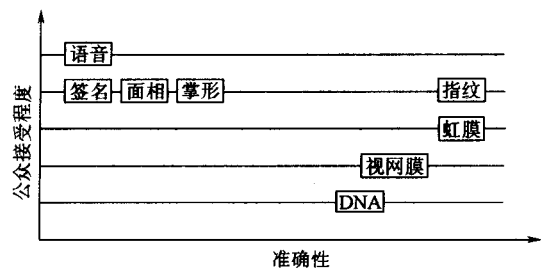 语音
签名 面相 掌形 指纹
虹膜
视网膜
DNA
公众接受程度
准确性